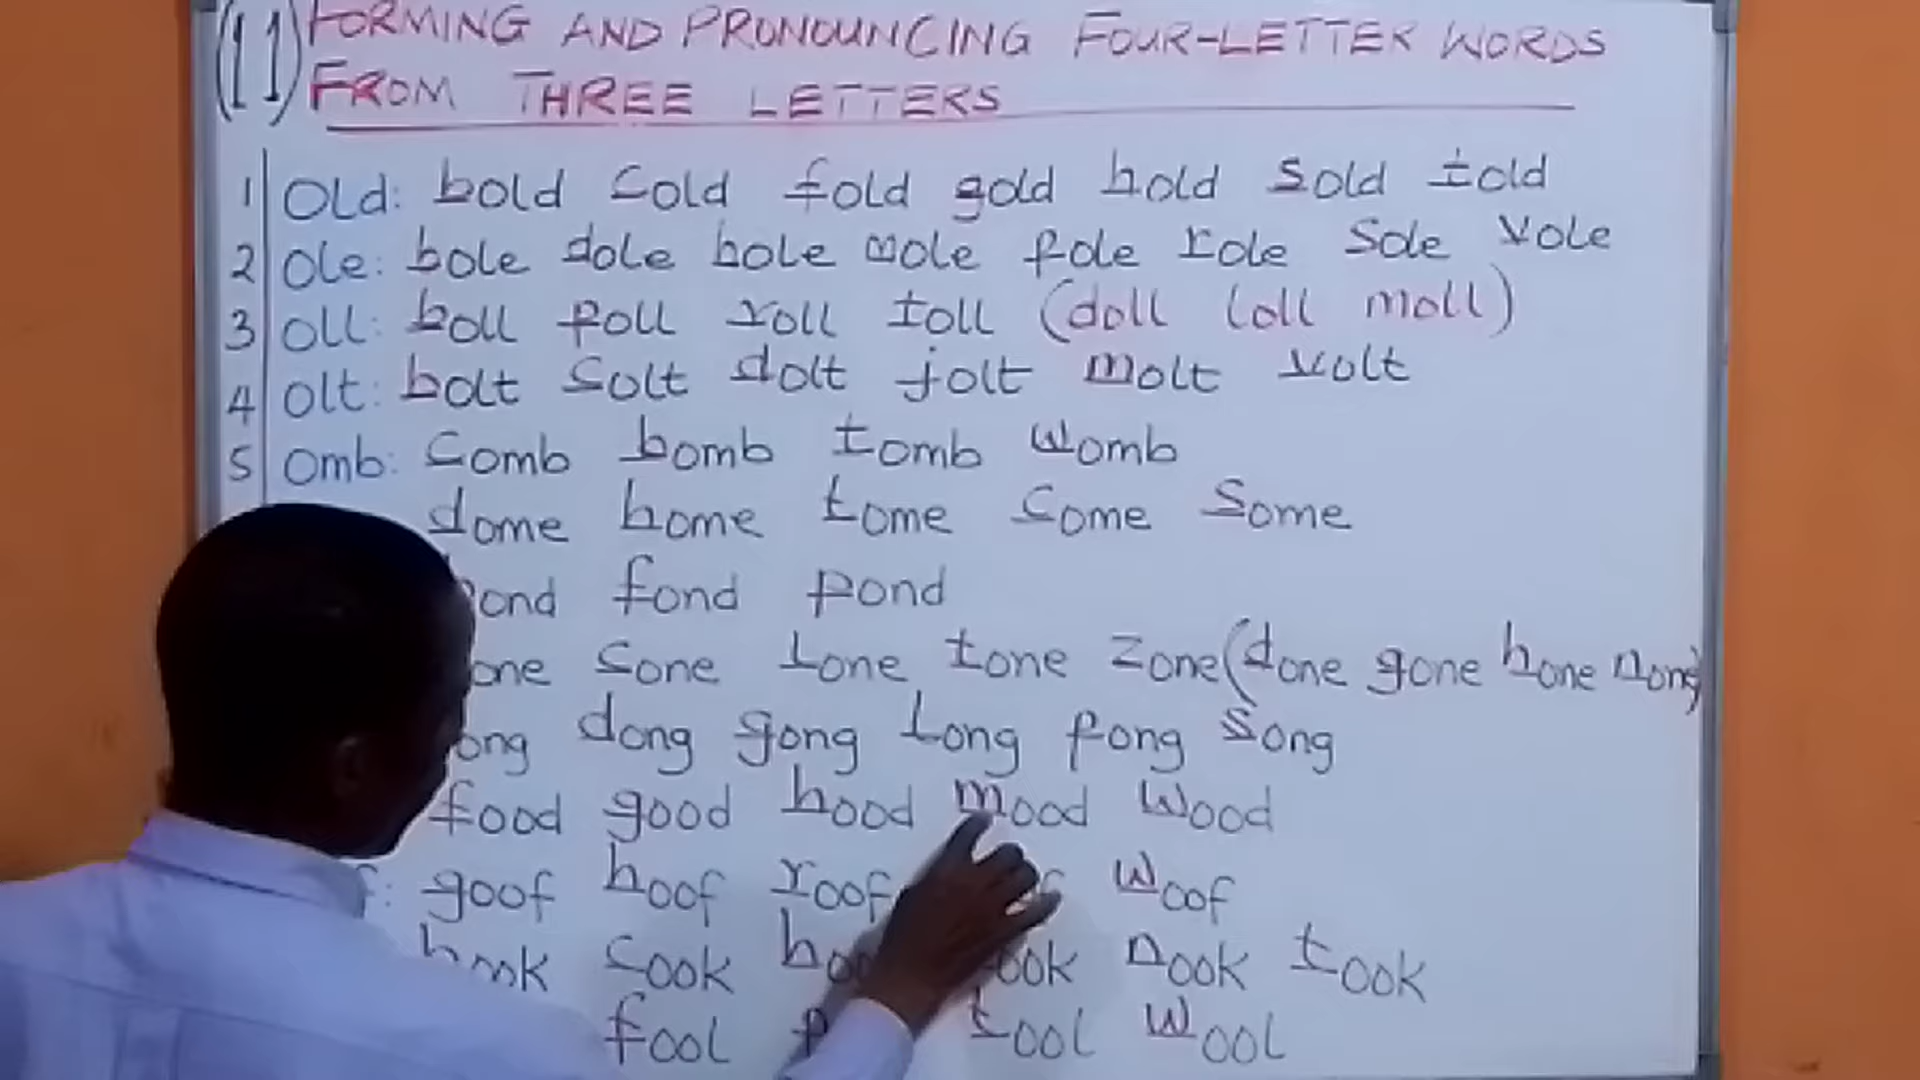 (11) FORMING AND PRONOUNCING FOUR-LETTER WORDS
FROM THREE LETTERS
1 Old: bold cold fold gold hold sold told
2 Ole: bole dole hole mole pole role sole vole
3 Oll: boll poll roll toll (doll loll moll)
4 Olt: bolt colt dolt jolt molt volt
5 Omb: comb bomb tomb womb
dome home tome come some
fond pond
cone lone tone zone (done gone hone none)
dong gong long pong song
food good hood mood wood
goof hoof roof woof
cook nook took
fool tool wool